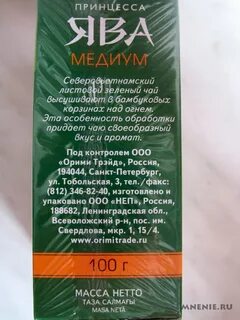 ПРИНЦЕССА
ЯВА
МЕДИУМ
Северовьетнамский
листовой зеленый чай
высушивают в бамбуковых
корзинах над огнем.
Эта особенность обработки
придает чаю своеобразный
вкус и аромат.
Под контролем ООО
«Орими Трэйд», Россия,
194044, Санкт-Петербург,
ул. Тобольская, 3, тел./факс:
(812) 346-82-40, изготовлено и
упаковано ООО «НЕП», Россия,
188682, Ленинградская обл.,
Всеволожский р-н, пос. им.
Свердлова, мкр. 1, 15/4.
www.orimitrade.ru
100 г
МАССА НЕТТО
ТАЗА САЛМАҒЫ
MASA NETĂ
MNENIE.RU